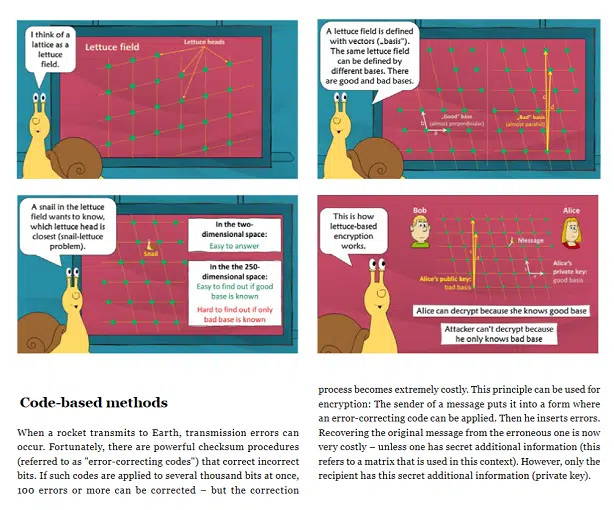 I think of a
lattice as a
lettuce
field.
Lettuce field
Lettuce heads
A lettuce field is defined
with vectors („basis").
The same lettuce field
can be defined by
different bases. There
are good and bad bases.
„Good" base
(almost perpendicular)
„Bad" basis
(almost parallel)
b
a
c
d
A snail in the lettuce
field wants to know,
which lettuce head is
closest (snail-lettuce
problem).
Snail
In the two-
dimensional space:
Easy to answer
In the the 250-
dimensional space:
Easy to find out if good
base is known
Hard to find out if only
bad base is known
This is how
lettuce-based
encryption
works.
Bob
Alice
Message
Alice's public key:
bad basis
Alice's
private key:
good basis
Alice can decrypt because she knows good base
Attacker can't decrypt because
he only knows bad base
Code-based methods
When a rocket transmits to Earth, transmission errors can
occur. Fortunately, there are powerful checksum procedures
(referred to as "error-correcting codes") that correct incorrect
bits. If such codes are applied to several thousand bits at once,
100 errors or more can be corrected – but the correction
process becomes extremely costly. This principle can be used for
encryption: The sender of a message puts it into a form where
an error-correcting code can be applied. Then he inserts errors.
Recovering the original message from the erroneous one is now
very costly – unless one has secret additional information (this
refers to a matrix that is used in this context). However, only the
recipient has this secret additional information (private key).